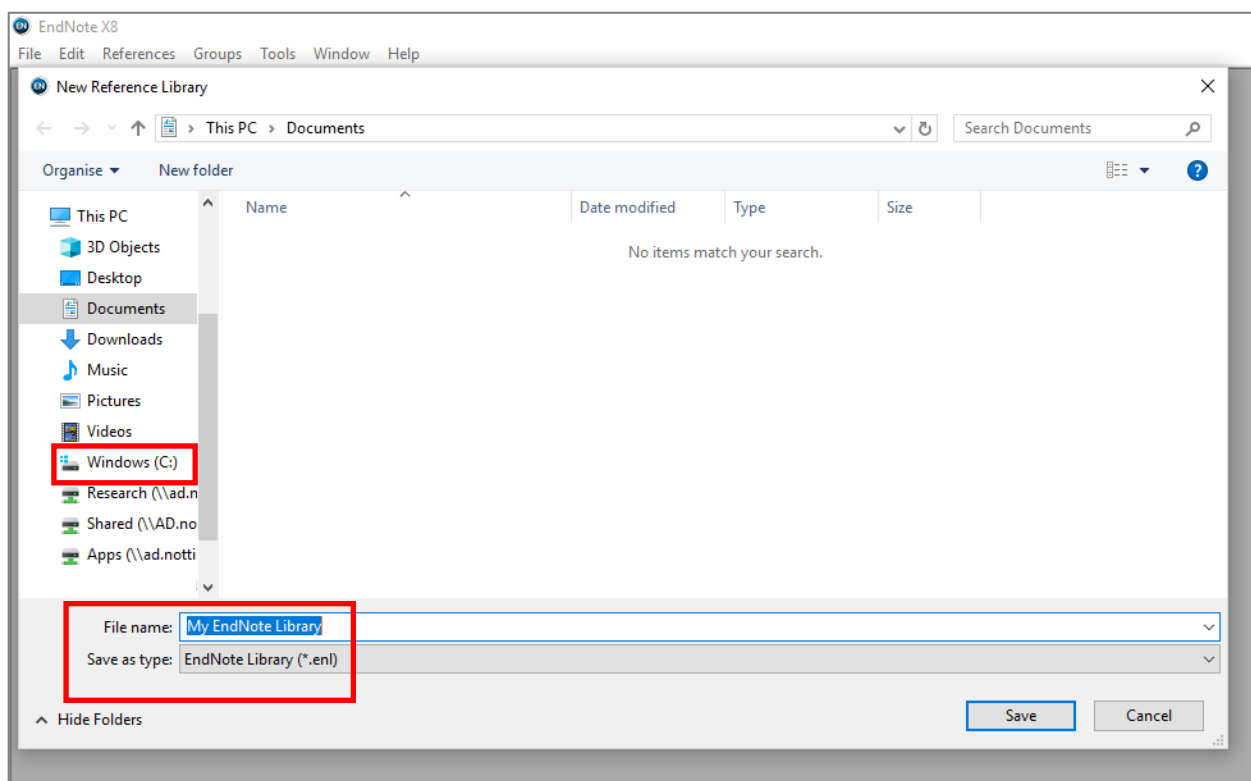 EndNote X8
File Edit References Groups Tools Window Help
New Reference Library
This PC > Documents
Search Documents
Organise New folder
Name Date modified Type Size
No items match your search.
This PC
3D Objects
Desktop
Documents
Downloads
Music
Pictures
Videos
Windows (C:)
Research (\\ad.n
Shared (\\AD.no
Apps (\\ad.notti
File name: My EndNote Library
Save as type: EndNote Library (*.enl)
Hide Folders
Save Cancel